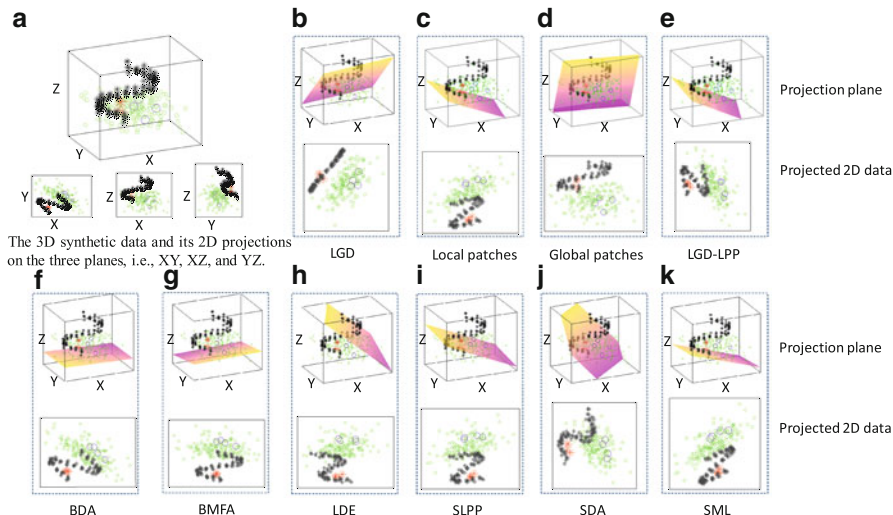 a
Z
Y
X
Y
X
Z
X
Z
Y
The 3D synthetic data and its 2D projections
on the three planes, i.e., XY, XZ, and YZ.
b
Z
Y
X
LGD
c
Z
Y
X
Local patches
d
Z
Y
X
Global patches
e
Z
Y
X
LGD-LPP
Projection plane
Projected 2D data
f
Z
Y
X
BDA
g
Z
Y
X
BMFA
h
Z
Y
X
LDE
i
Z
Y
X
SLPP
j
Z
Y
X
SDA
k
Z
Y
X
SML
Projection plane
Projected 2D data